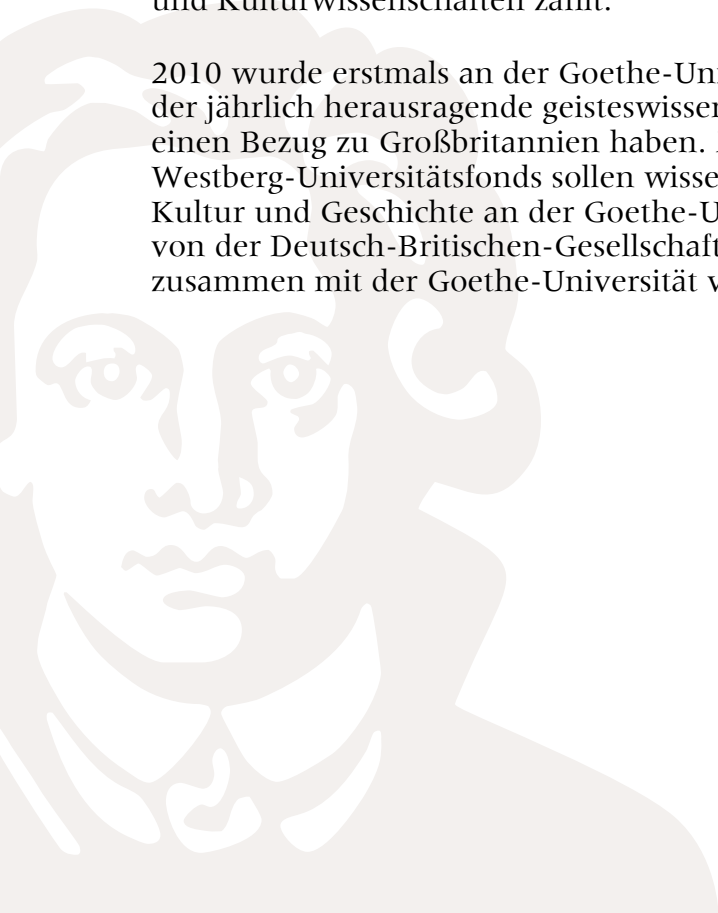 und Kulturwissenschaften zählt.
2010 wurde erstmals an der Goethe-Un
der jährlich herausragende geisteswissen
einen Bezug zu Großbritannien haben.
Westberg-Universitätsfonds sollen wisse
Kultur und Geschichte an der Goethe-U
von der Deutsch-Britischen-Gesellschaft
zusammen mit der Goethe-Universität v